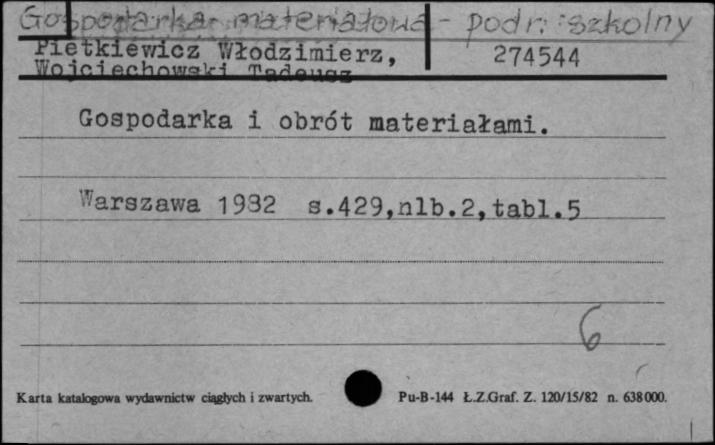 Gospodarka materiałowa - podr. szkolny
Pietkiewicz Włodzimierz, 274544
Wojciechowski Tadeusz
Gospodarka i obrót materiałami.
Warszawa 1982 s.429,nlb.2,tabl.5
6
Karta katalogowa wydawnictw ciągłych i zwartych. Pu-B-144 Ł.Z.Graf. Z. 120/15/82 n. 638000.